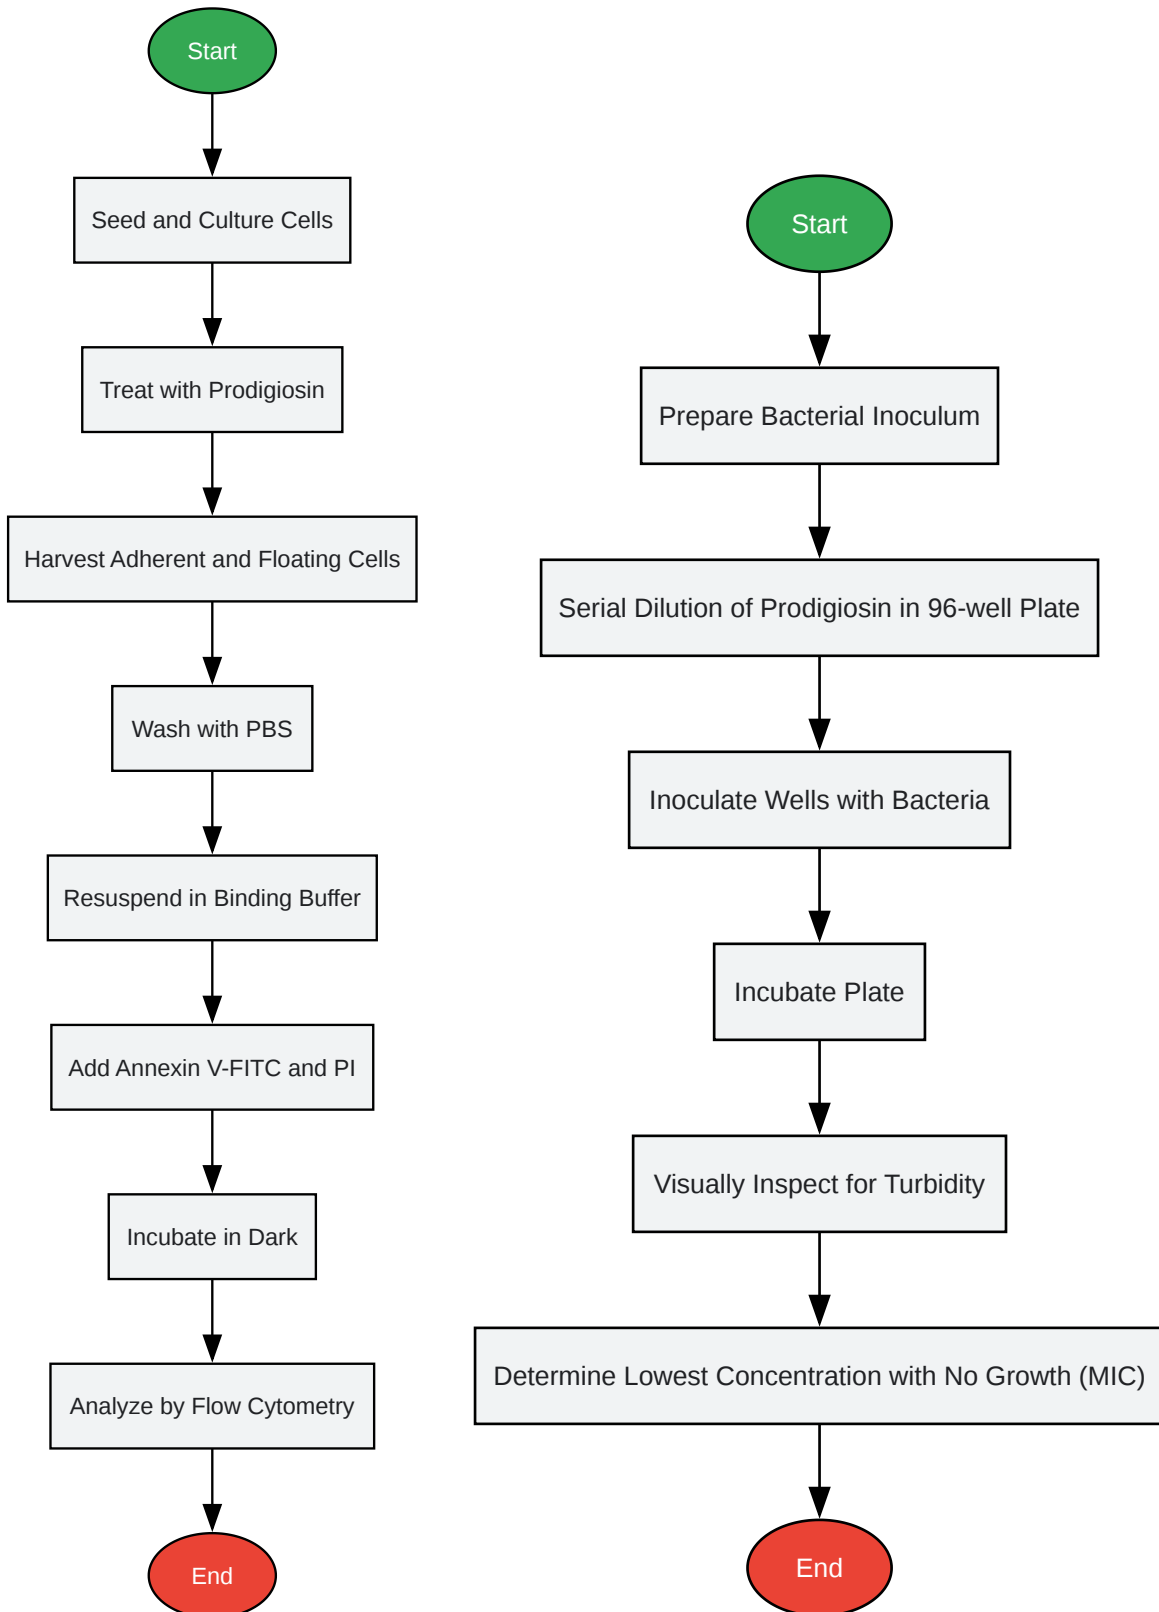 Start
Seed and Culture Cells
Treat with Prodigiosin
Harvest Adherent and Floating Cells
Wash with PBS
Resuspend in Binding Buffer
Add Annexin V-FITC and PI
Incubate in Dark
Analyze by Flow Cytometry
End
Start
Prepare Bacterial Inoculum
Serial Dilution of Prodigiosin in 96-well Plate
Inoculate Wells with Bacteria
Incubate Plate
Visually Inspect for Turbidity
Determine Lowest Concentration with No Growth (MIC)
End